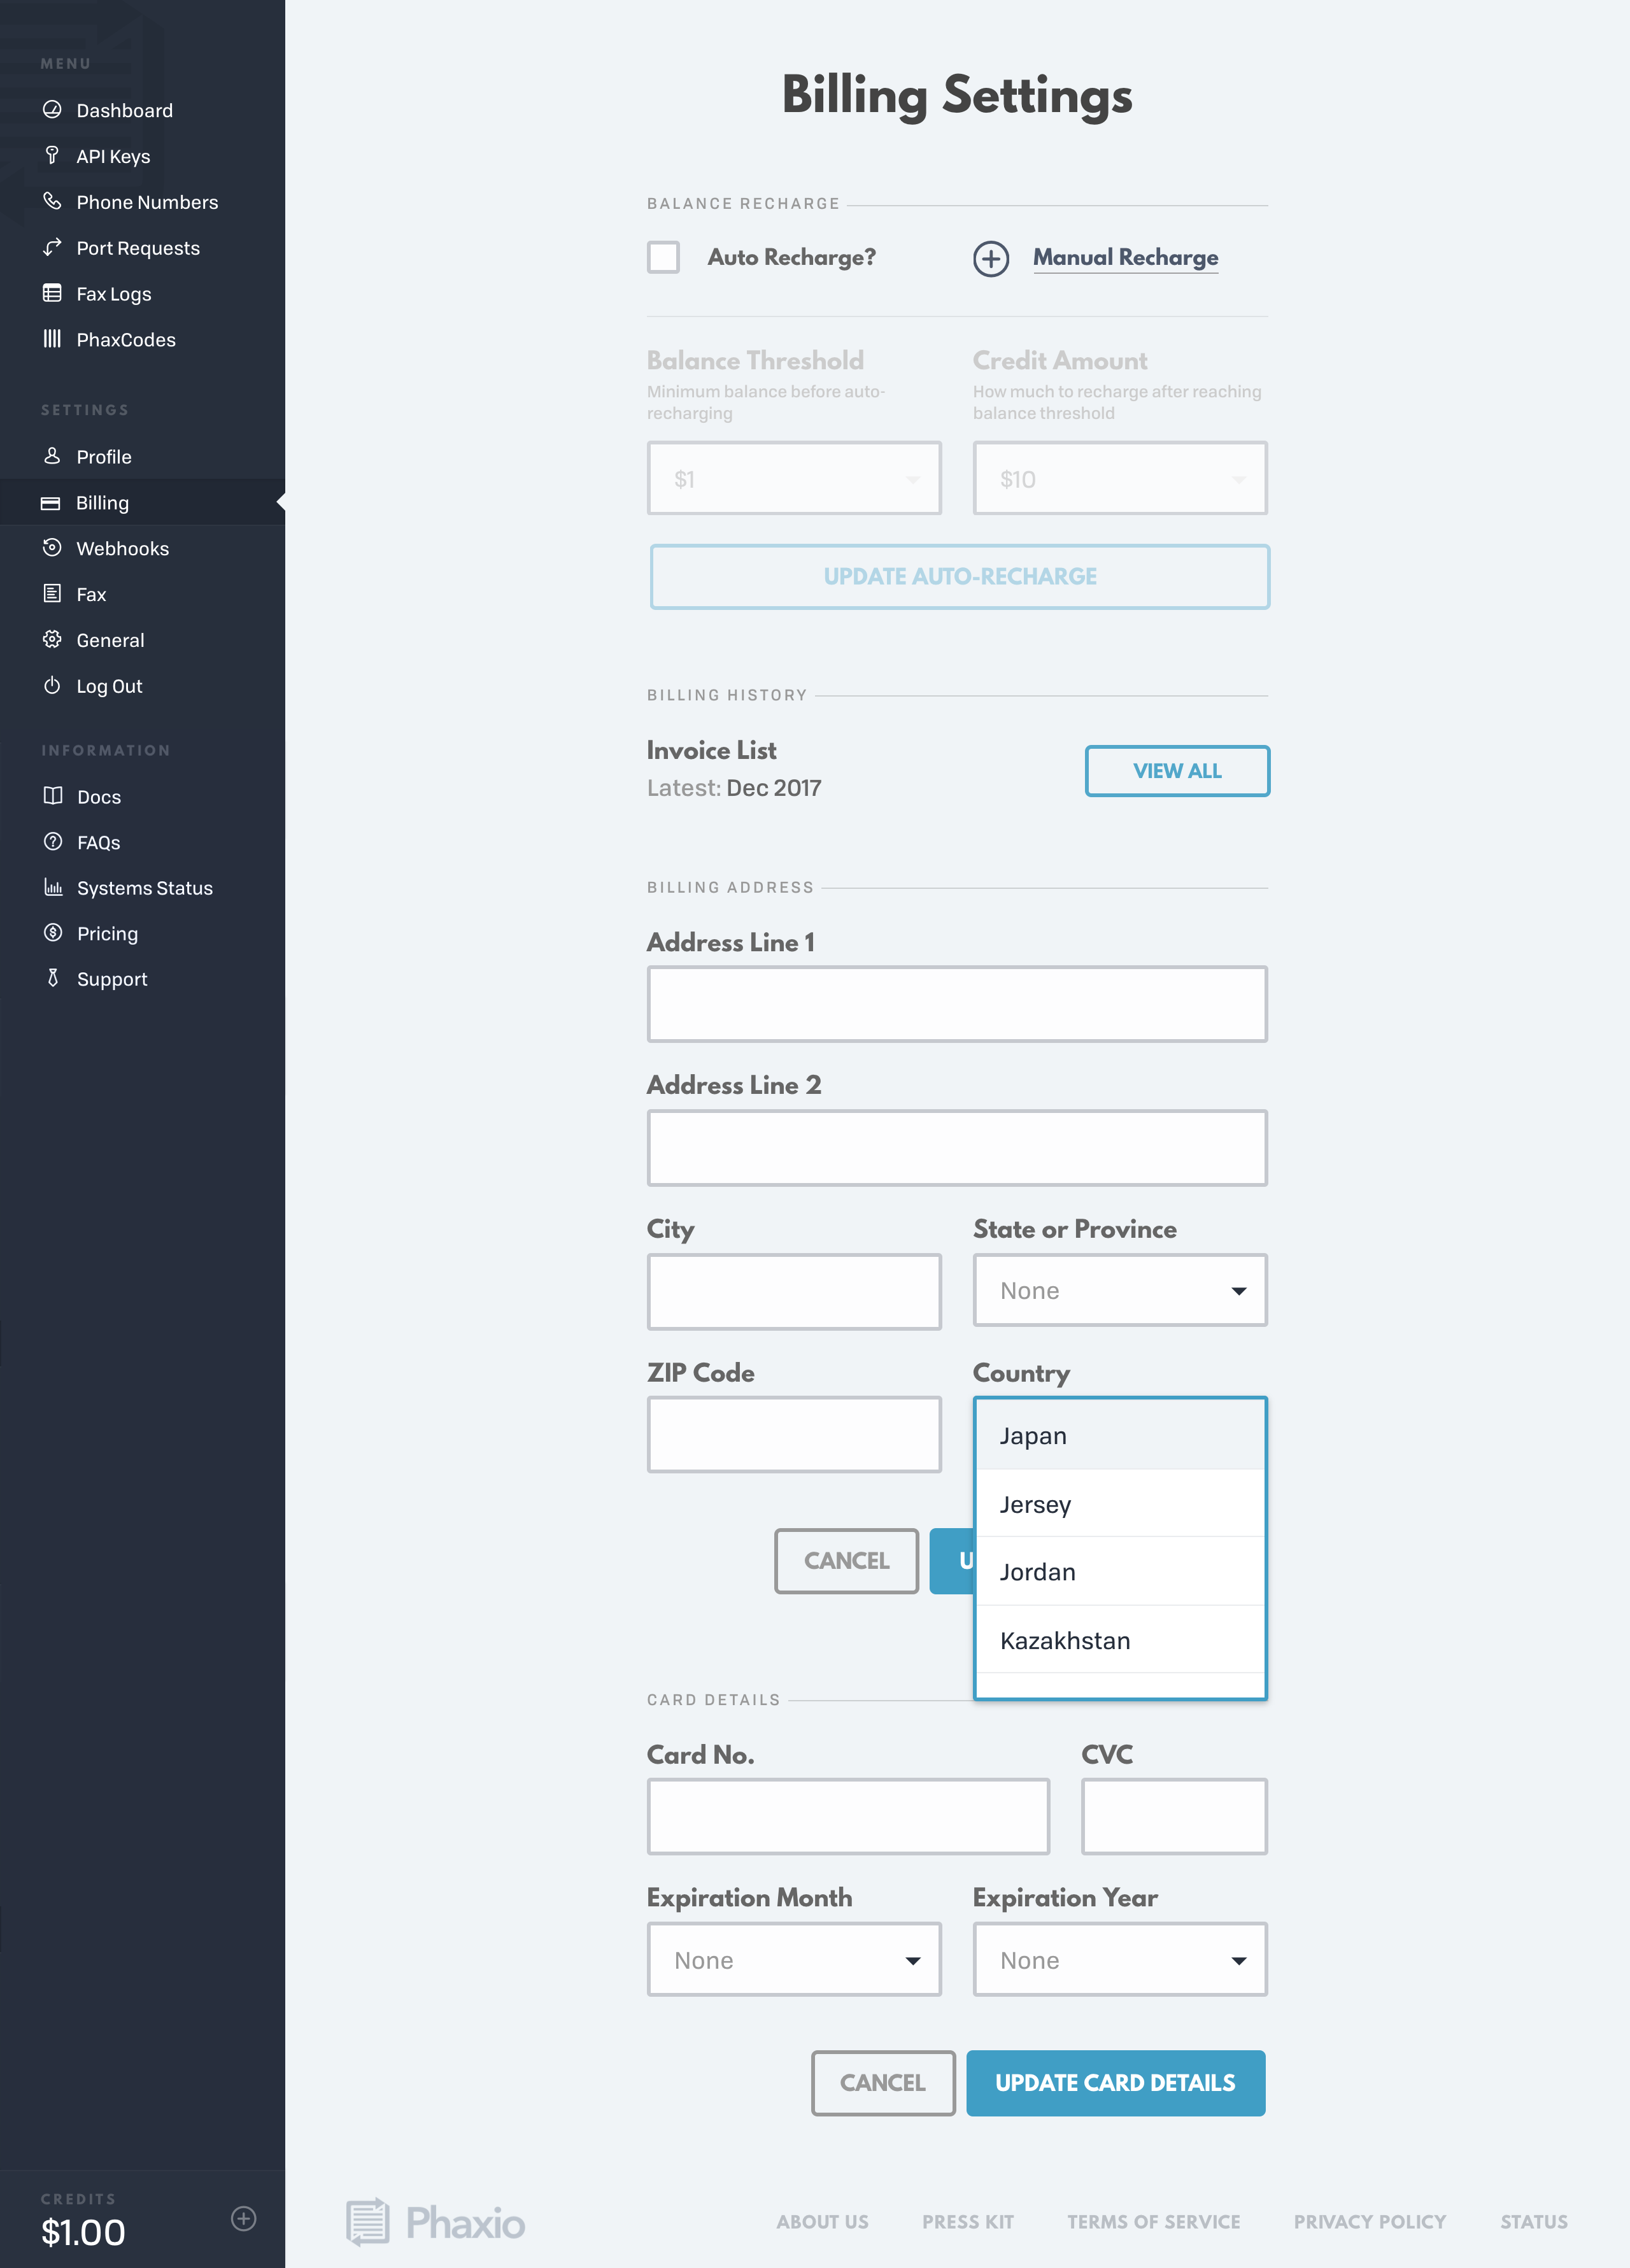 MENU
Dashboard
API Keys
Phone Numbers
Port Requests
Fax Logs
PhaxCodes
SETTINGS
Profile
Billing
Webhooks
Fax
General
Log Out
INFORMATION
Docs
FAQs
Systems Status
Pricing
Support
CREDITS
$1.00
Billing Settings
BALANCE RECHARGE
Auto Recharge?
Manual Recharge
Balance Threshold
Minimum balance before auto-
recharging
$1
Credit Amount
How much to recharge after reaching
balance threshold
$10
UPDATE AUTO-RECHARGE
BILLING HISTORY
Invoice List
Latest: Dec 2017
VIEW ALL
BILLING ADDRESS
Address Line 1
Address Line 2
City
State or Province
None
ZIP Code
Country
Japan
Jersey
Jordan
Kazakhstan
CANCEL
CARD DETAILS
Card No.
CVC
Expiration Month
None
Expiration Year
None
CANCEL
UPDATE CARD DETAILS
Phaxio
ABOUT US
PRESS KIT
TERMS OF SERVICE
PRIVACY POLICY
STATUS